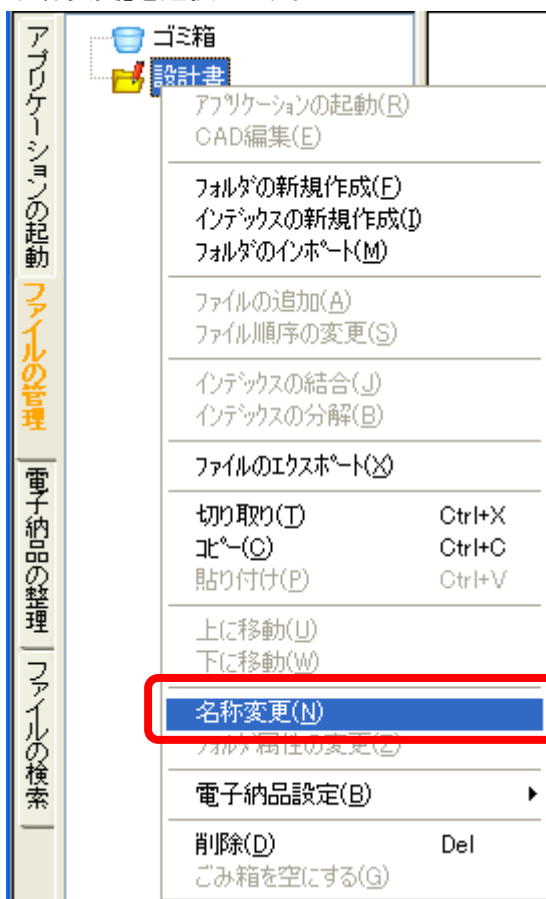 アプリケーションの起動
ファイルの管理
電子納品の整理
ファイルの検索
ゴミ箱
設計書
アプリケーションの起動(R)
CAD編集(E)
フォルダの新規作成(F)
インデックスの新規作成(I)
フォルダのインポート(M)
ファイルの追加(A)
ファイル順序の変更(S)
インデックスの結合(J)
インデックスの分解(B)
ファイルのエクスポート(X)
切り取り(T) Ctrl+X
コピー(C) Ctrl+C
貼り付け(P) Ctrl+V
上に移動(U)
下に移動(W)
名称変更(N)
フォルダ属性の変更(Z)
電子納品設定(B)
削除(D) Del
ごみ箱を空にする(G)